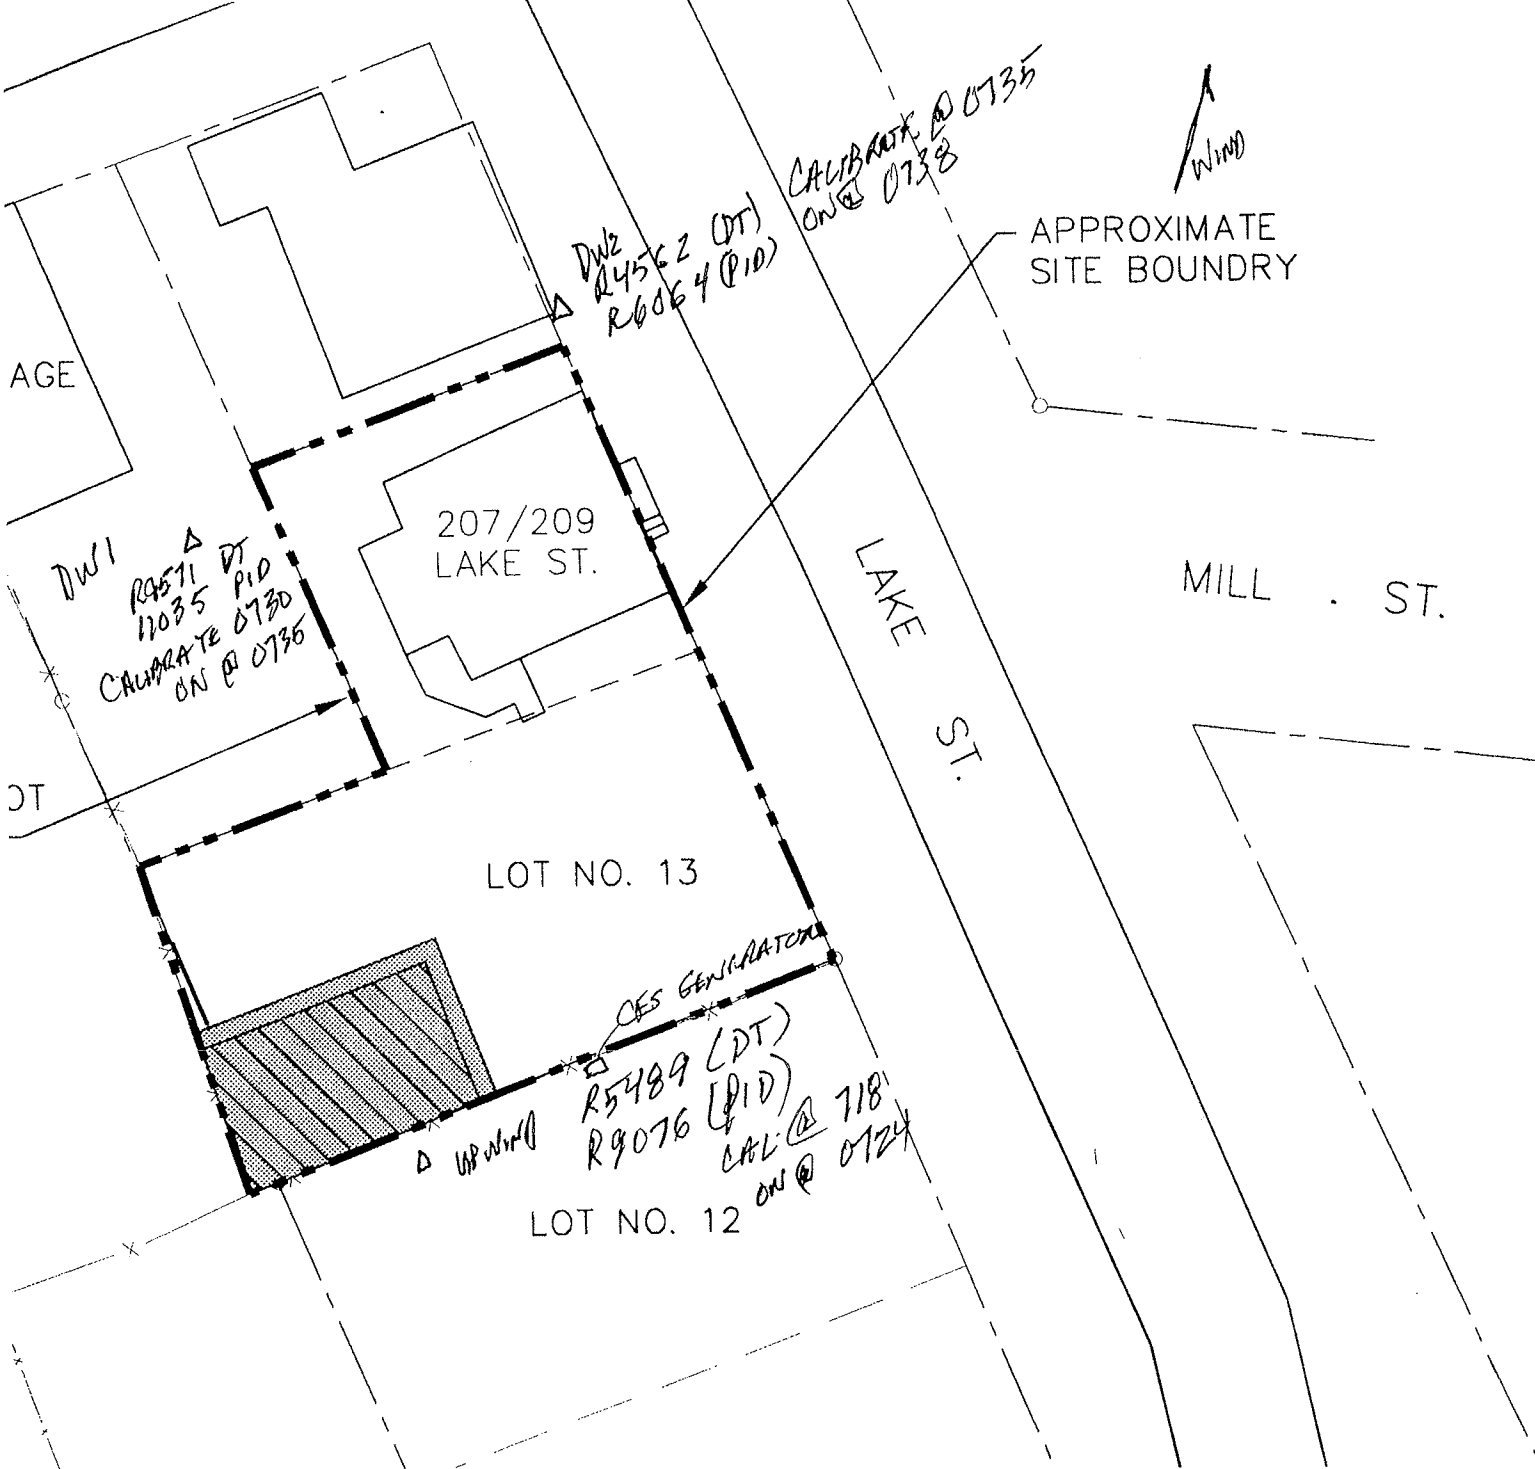 CALIBRATE @ 0735
ON @ 0738
WIND
DW2
R4562 (DT)
R6064 (PID)
APPROXIMATE
SITE BOUNDRY
AGE
207/209
LAKE ST.
DW1
R4571 DT
11035 PID
CALIBRATE 0730
ON @ 0735
LAKE ST.
MILL ST.
OT
LOT NO. 13
CES GENERATOR
R5489 (DT)
R9076 (PID)
CAL. @ 718
ON @ 0724
UPWIND
LOT NO. 12